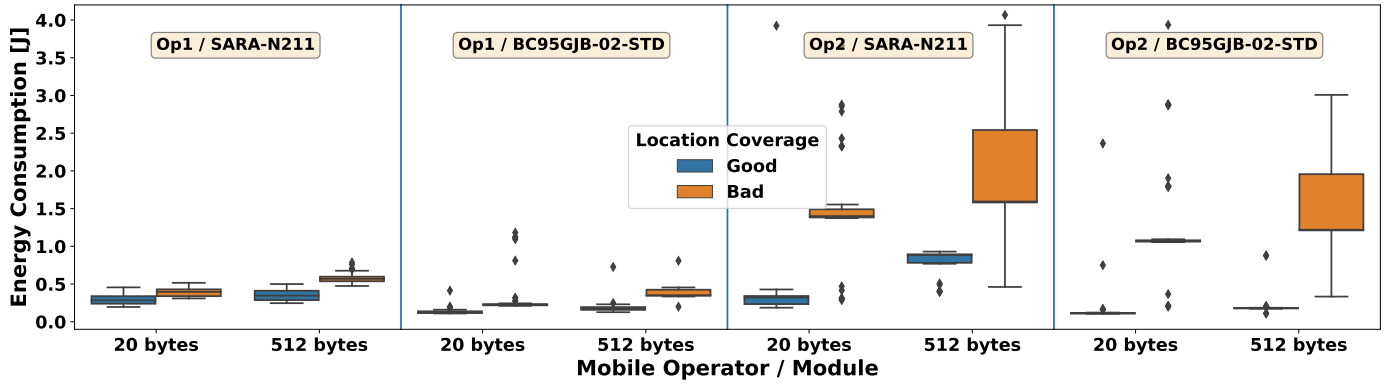 Energy Consumption [J]
4.0
3.5
3.0
2.5
2.0
1.5
1.0
0.5
0.0
Op1 / SARA-N211
Op1 / BC95GJB-02-STD
Op2 / SARA-N211
Op2 / BC95GJB-02-STD
Location Coverage
Good
Bad
20 bytes
512 bytes
20 bytes
512 bytes
20 bytes
512 bytes
20 bytes
512 bytes
Mobile Operator / Module